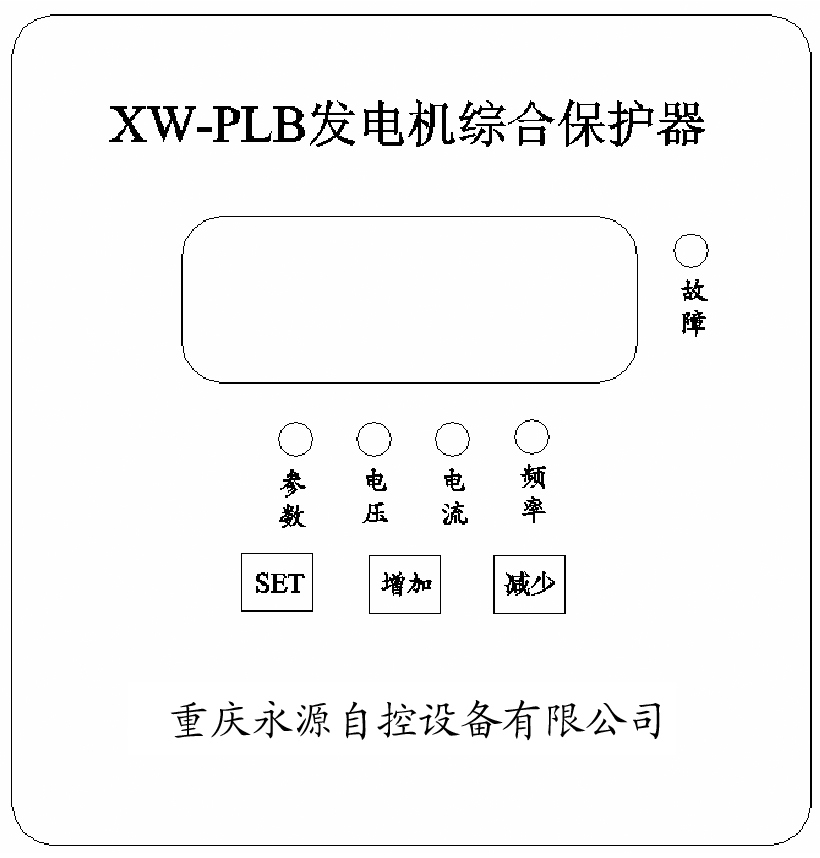 XW-PLB发电机综合保护器
故障
参数
电压
电流
频率
SET
增加
减少
重庆永源自控设备有限公司